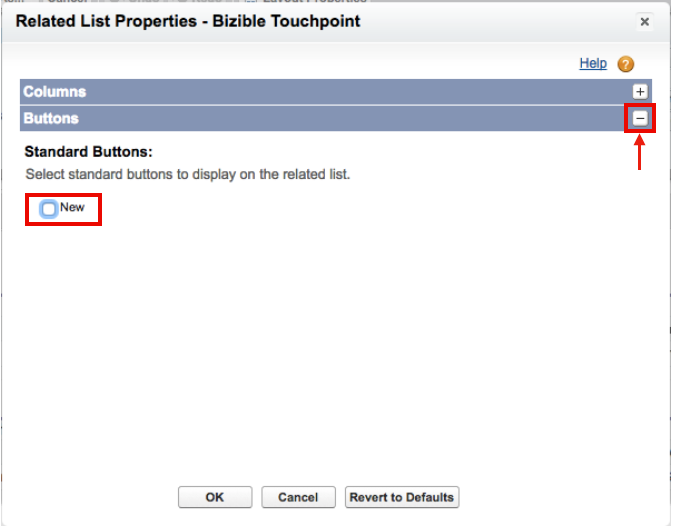 Related List Properties - Bizible Touchpoint
Help
Columns
Buttons
Standard Buttons:
Select standard buttons to display on the related list.
New
OK Cancel Revert to Defaults